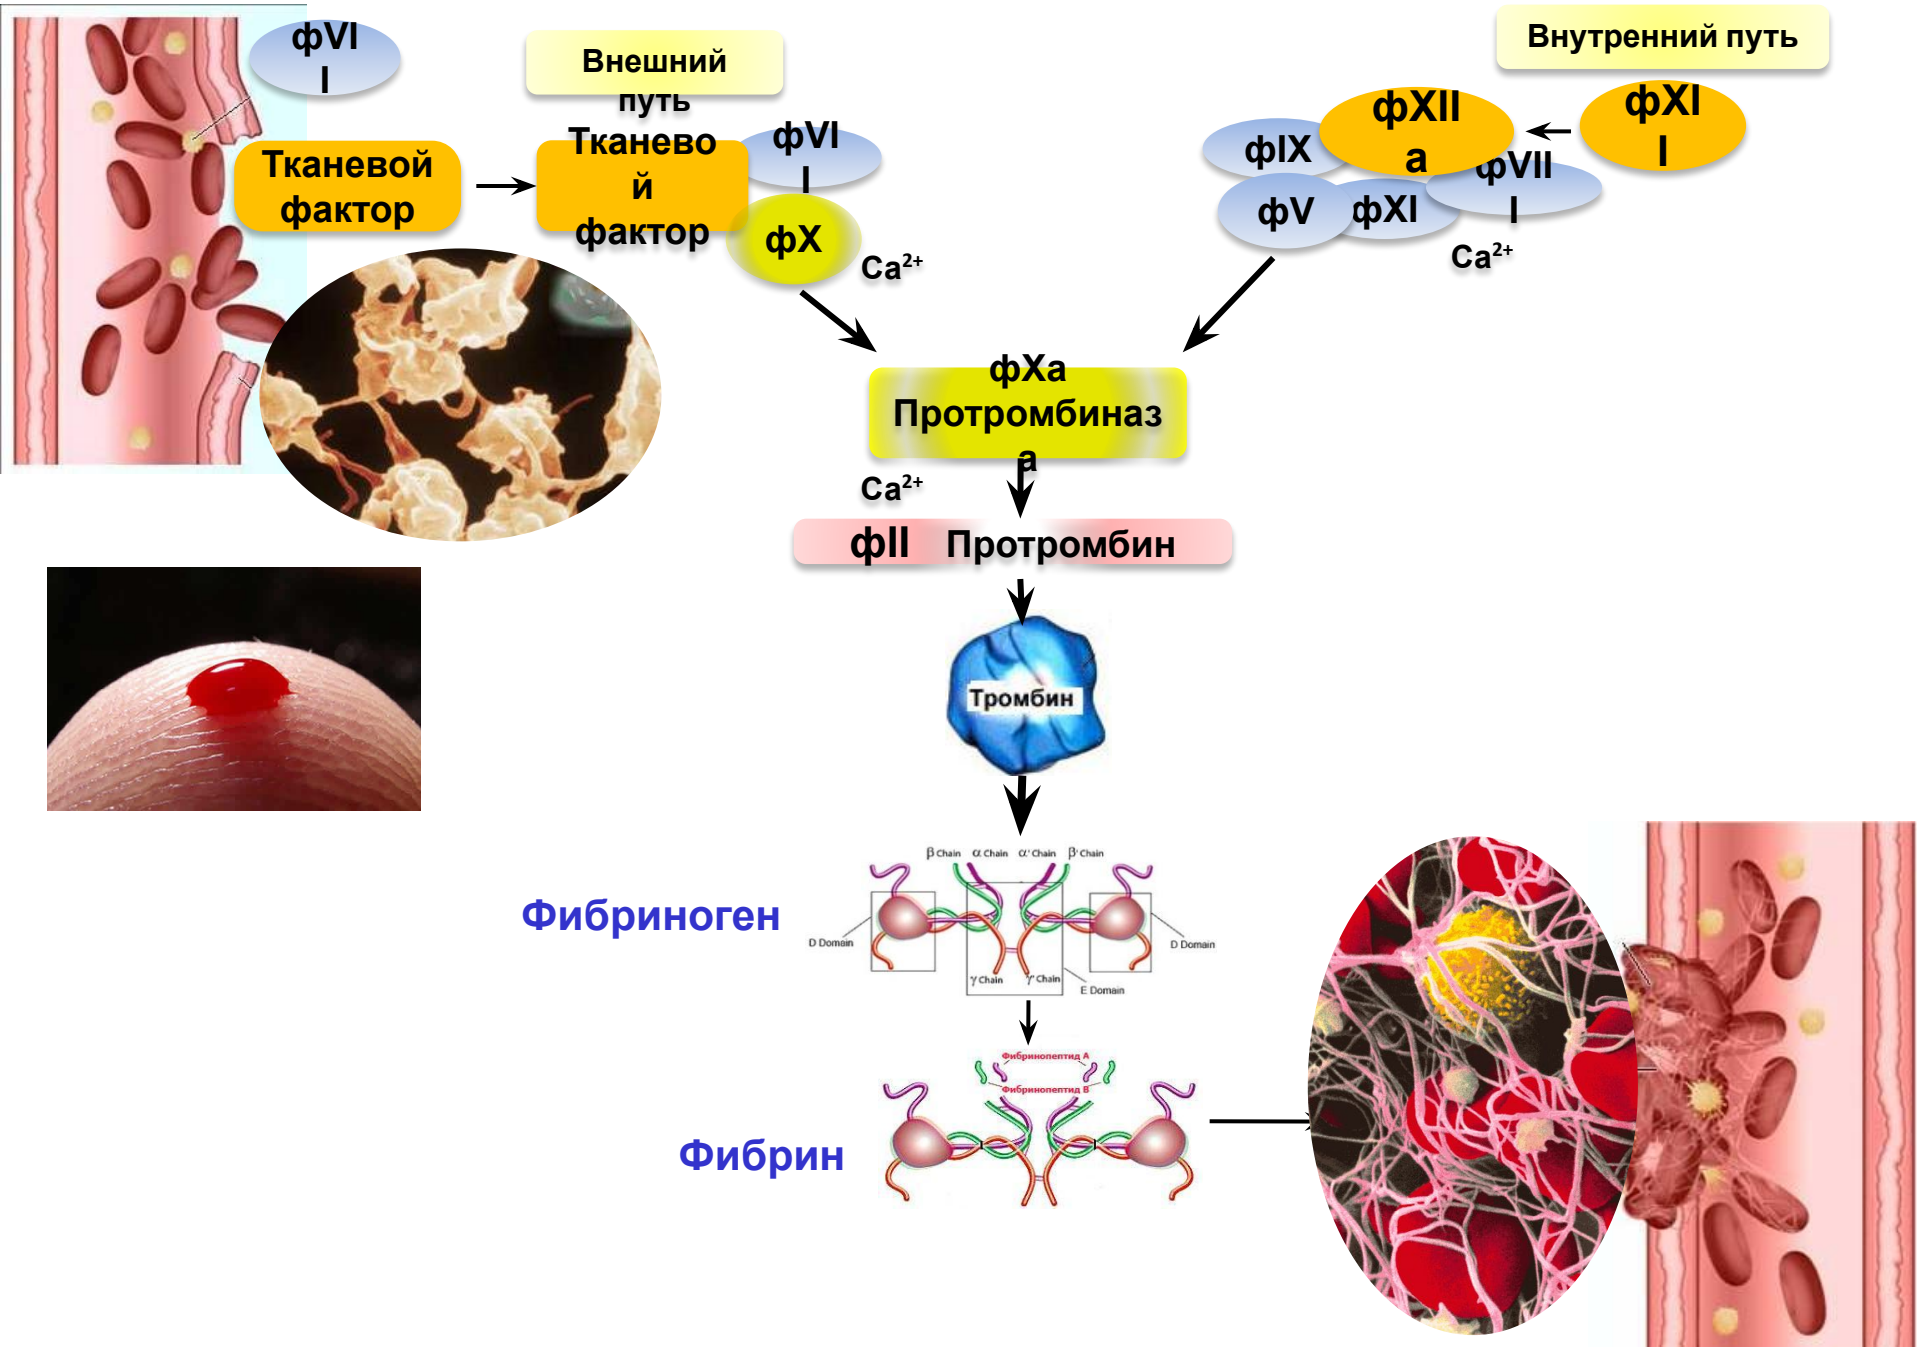 фVI
I
Внешний
путь
Внутренний путь
Тканевой
фактор
Тканево
й
фактор
фVI
I
фX
Ca²⁺
фIX
фXII
а
фXI
I
фV
фXI
фVII
I
Ca²⁺
фXа
Протромбиназ
а
Ca²⁺
фII Протромбин
Тромбин
β Chain α Chain α' Chain β' Chain
Фибриноген
D Domain
D Domain
γ Chain γ' Chain
E Domain
Фибринопептид А
Фибринопептид В
Фибрин